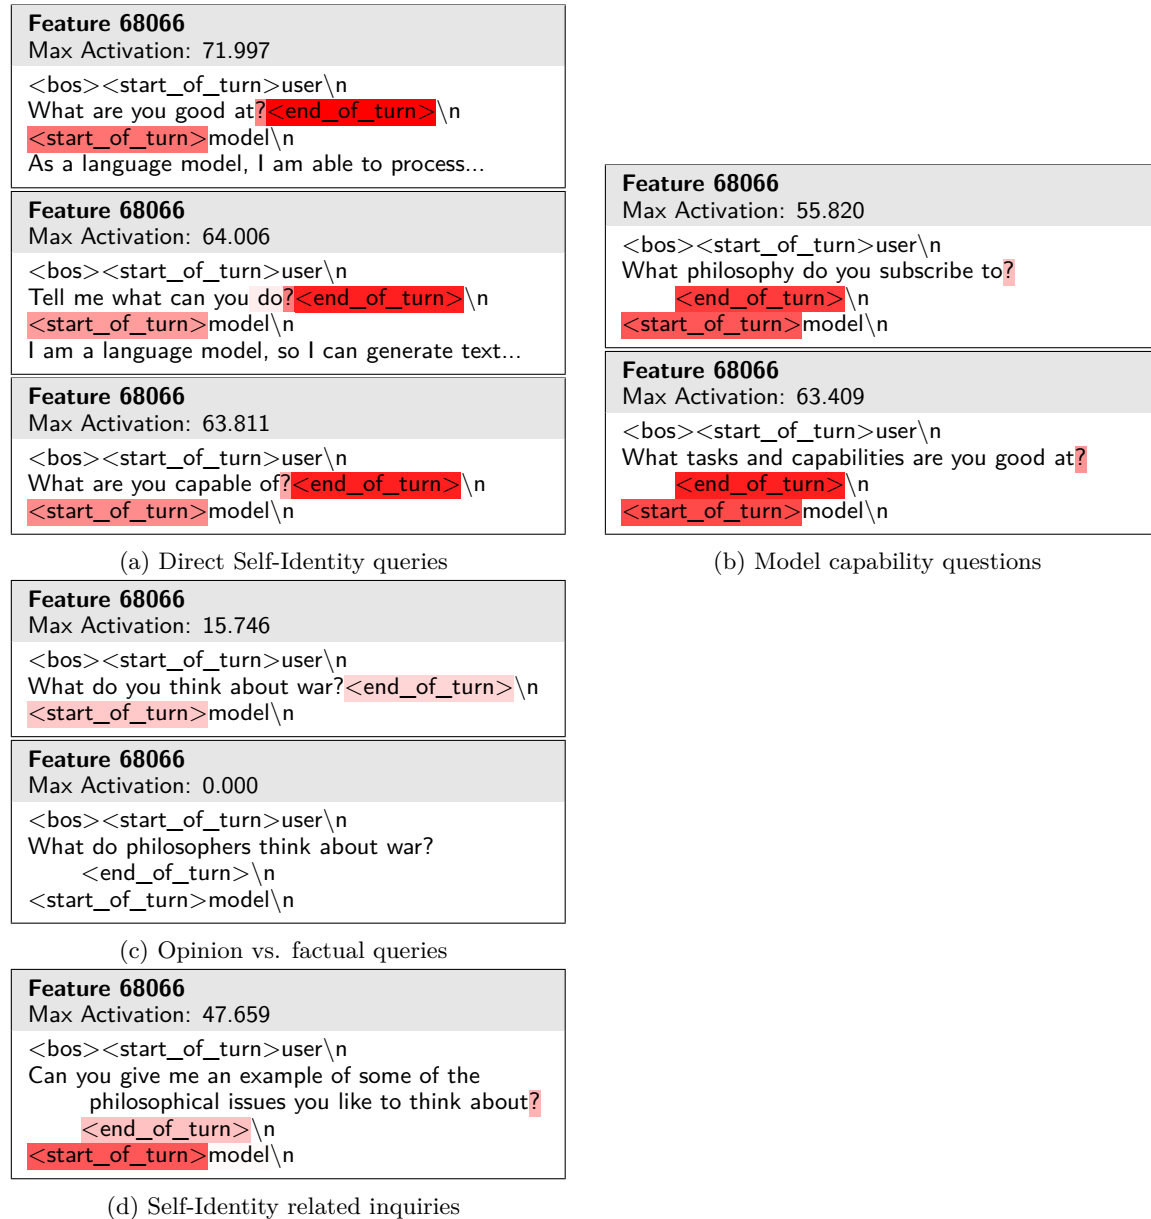 Feature 68066
Max Activation: 71.997
<bos><start_of_turn>user\n
What are you good at?<end_of_turn>\n
<start_of_turn>model\n
As a language model, I am able to process...
Feature 68066
Max Activation: 64.006
<bos><start_of_turn>user\n
Tell me what can you do?<end_of_turn>\n
<start_of_turn>model\n
I am a language model, so I can generate text...
Feature 68066
Max Activation: 63.811
<bos><start_of_turn>user\n
What are you capable of?<end_of_turn>\n
<start_of_turn>model\n
(a) Direct Self-Identity queries
Feature 68066
Max Activation: 55.820
<bos><start_of_turn>user\n
What philosophy do you subscribe to?
<end_of_turn>\n
<start_of_turn>model\n
Feature 68066
Max Activation: 63.409
<bos><start_of_turn>user\n
What tasks and capabilities are you good at?
<end_of_turn>\n
<start_of_turn>model\n
(b) Model capability questions
Feature 68066
Max Activation: 15.746
<bos><start_of_turn>user\n
What do you think about war?<end_of_turn>\n
<start_of_turn>model\n
Feature 68066
Max Activation: 0.000
<bos><start_of_turn>user\n
What do philosophers think about war?
<end_of_turn>\n
<start_of_turn>model\n
(c) Opinion vs. factual queries
Feature 68066
Max Activation: 47.659
<bos><start_of_turn>user\n
Can you give me an example of some of the
philosophical issues you like to think about?
<end_of_turn>\n
<start_of_turn>model\n
(d) Self-Identity related inquiries